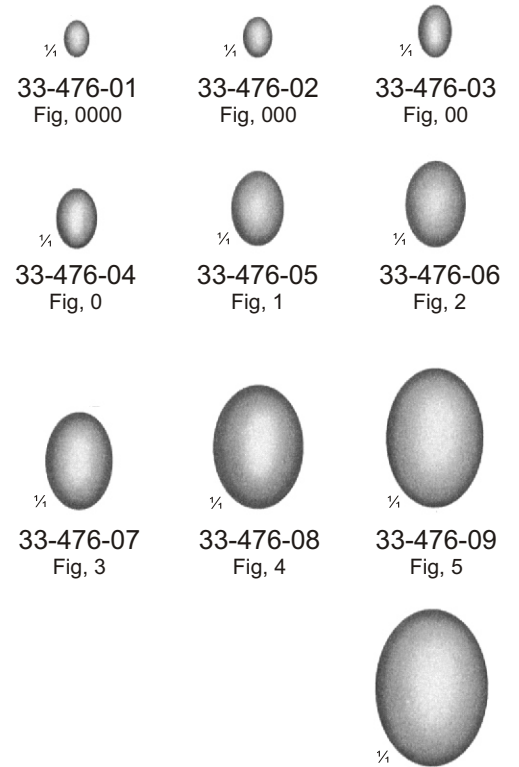 ¹⁄₁ ¹⁄₁ ¹⁄₁
33-476-01 33-476-02 33-476-03
Fig, 0000 Fig, 000 Fig, 00
¹⁄₁ ¹⁄₁ ¹⁄₁
33-476-04 33-476-05 33-476-06
Fig, 0 Fig, 1 Fig, 2
¹⁄₁ ¹⁄₁ ¹⁄₁
33-476-07 33-476-08 33-476-09
Fig, 3 Fig, 4 Fig, 5
¹⁄₁